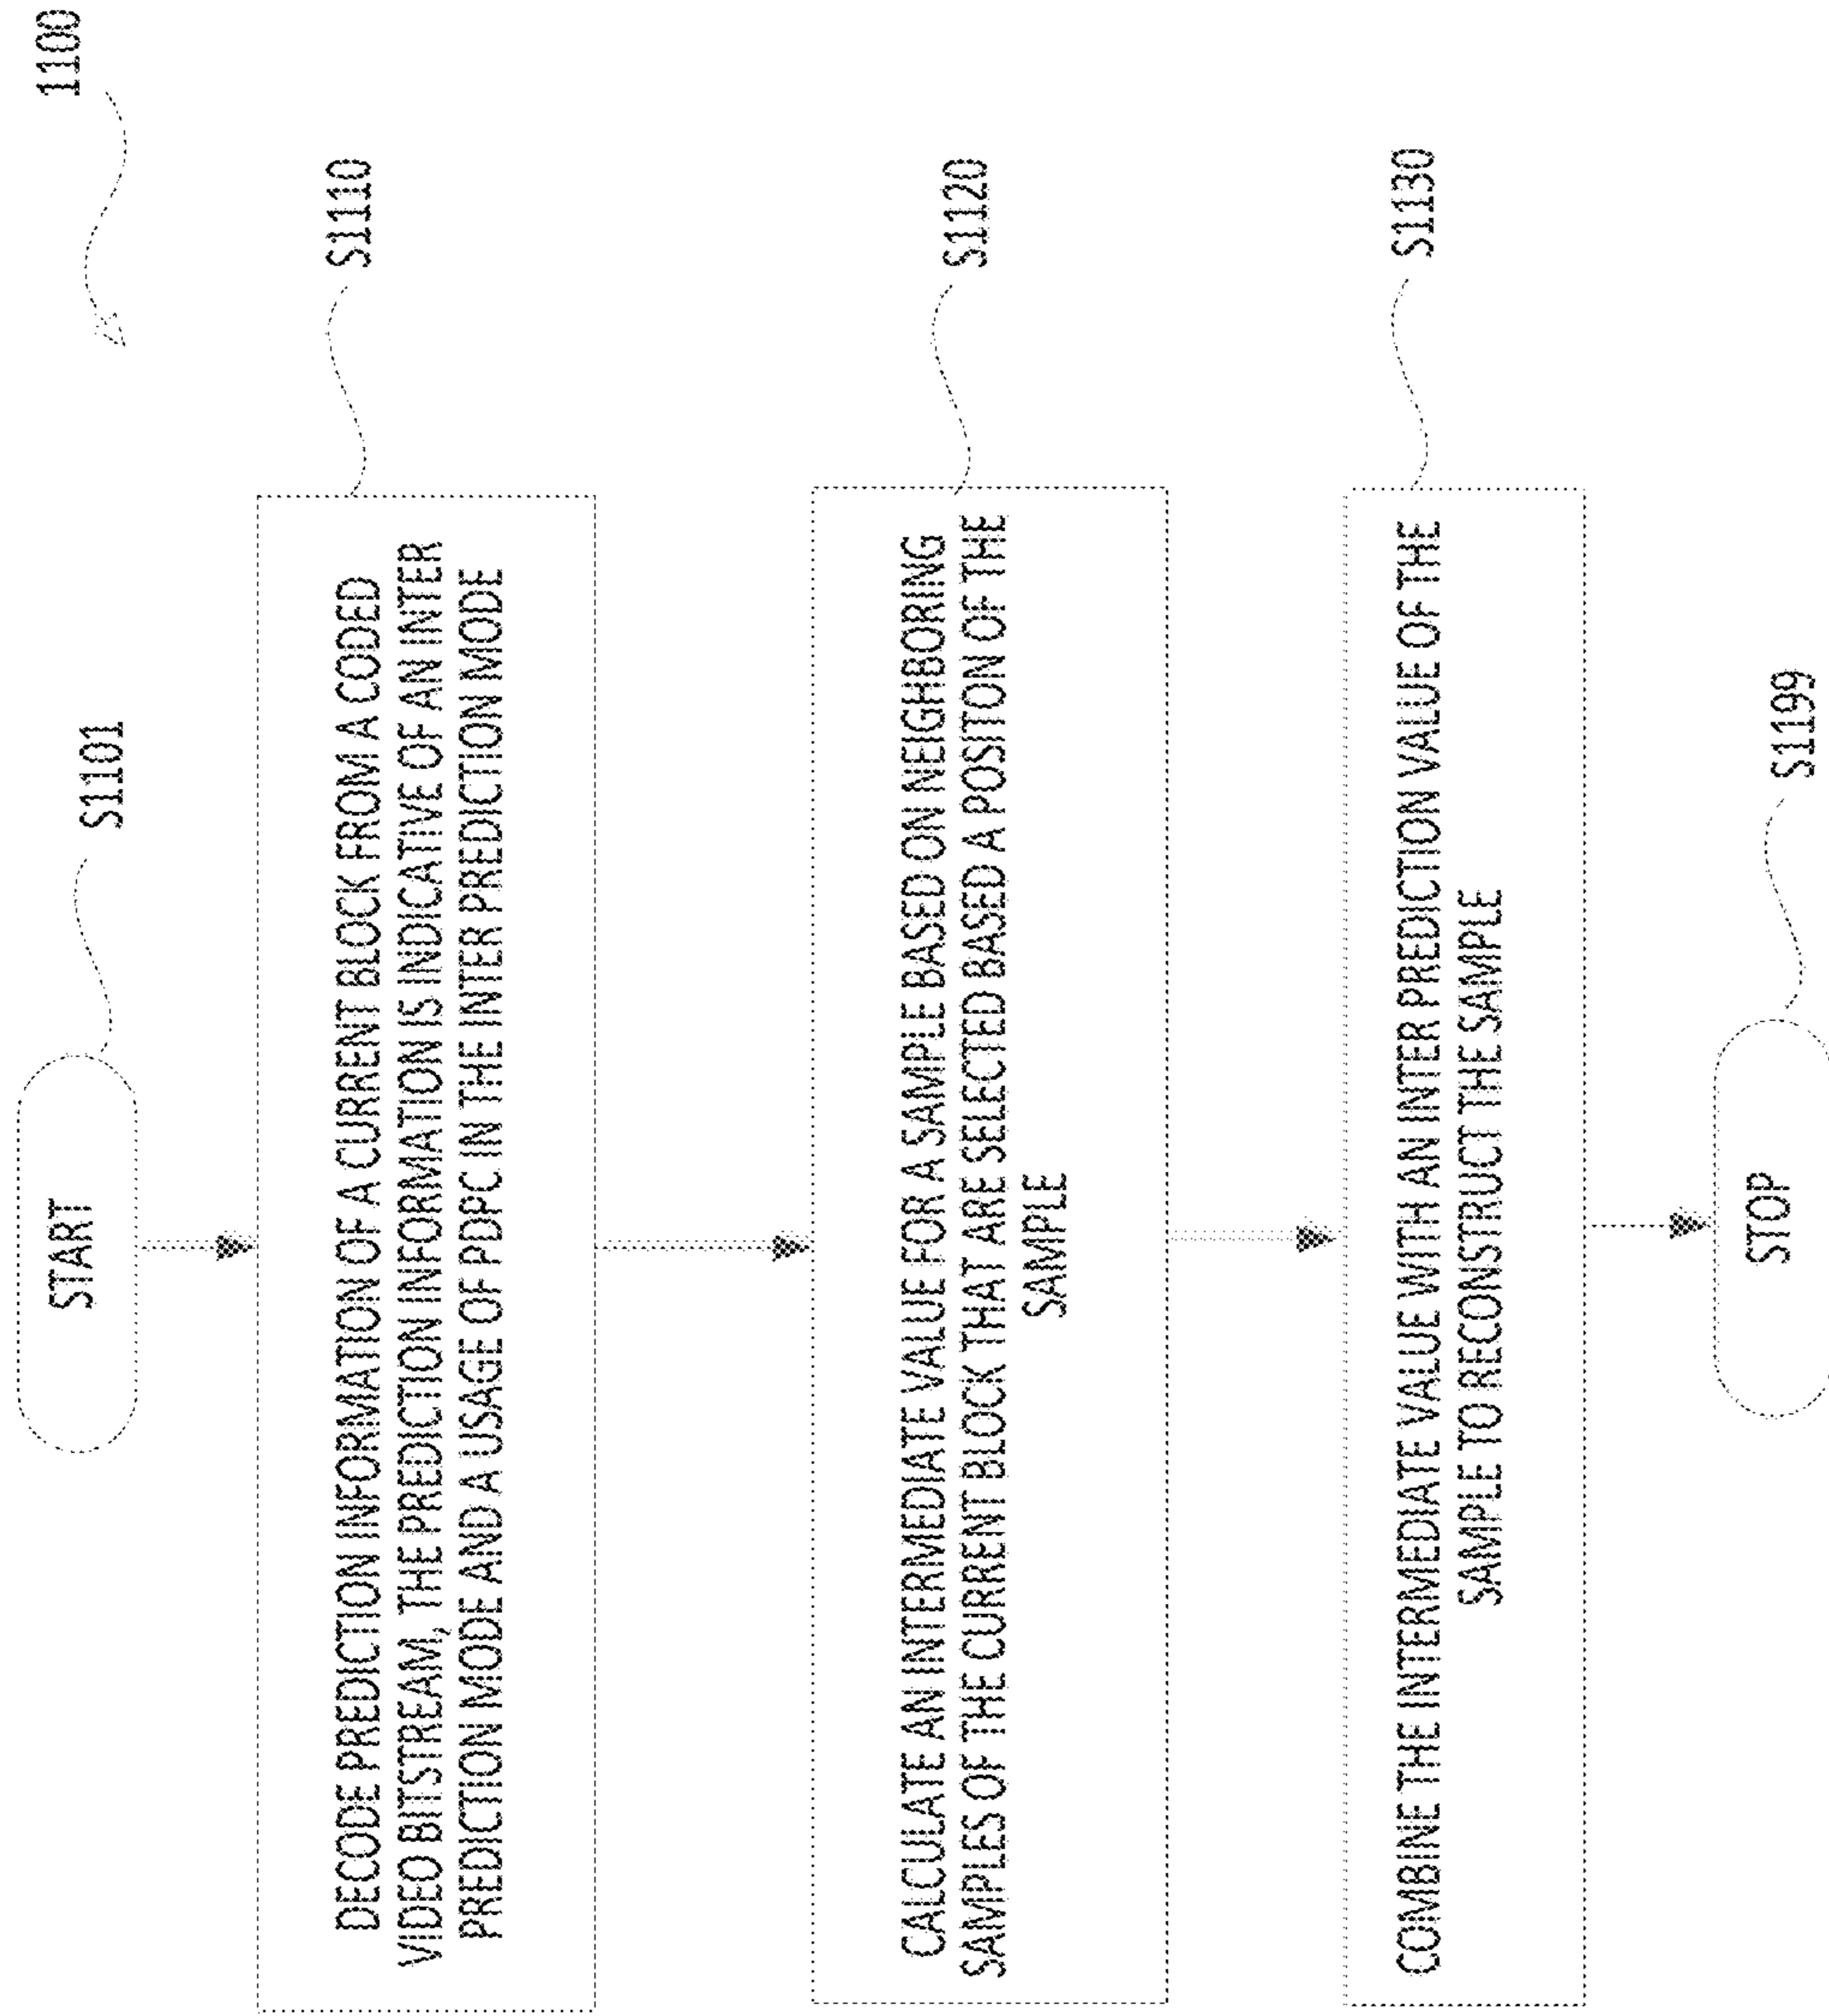 1100
S1101
START
S1110
DECODE PREDICTION INFORMATION OF A CURRENT BLOCK FROM A CODED
VIDEO BITSTREAM, THE PREDICTION INFORMATION IS INDICATIVE OF AN INTER
PREDICTION MODE AND A USAGE OF PDPC IN THE INTER PREDICTION MODE
S1120
CALCULATE AN INTERMEDIATE VALUE FOR A SAMPLE BASED ON NEIGHBORING
SAMPLES OF THE CURRENT BLOCK THAT ARE SELECTED BASED A POSITON OF THE
SAMPLE
S1130
COMBINE THE INTERMEDIATE VALUE WITH AN INTER PREDICTION VALUE OF THE
SAMPLE TO RECONSTRUCT THE SAMPLE
S1199
STOP